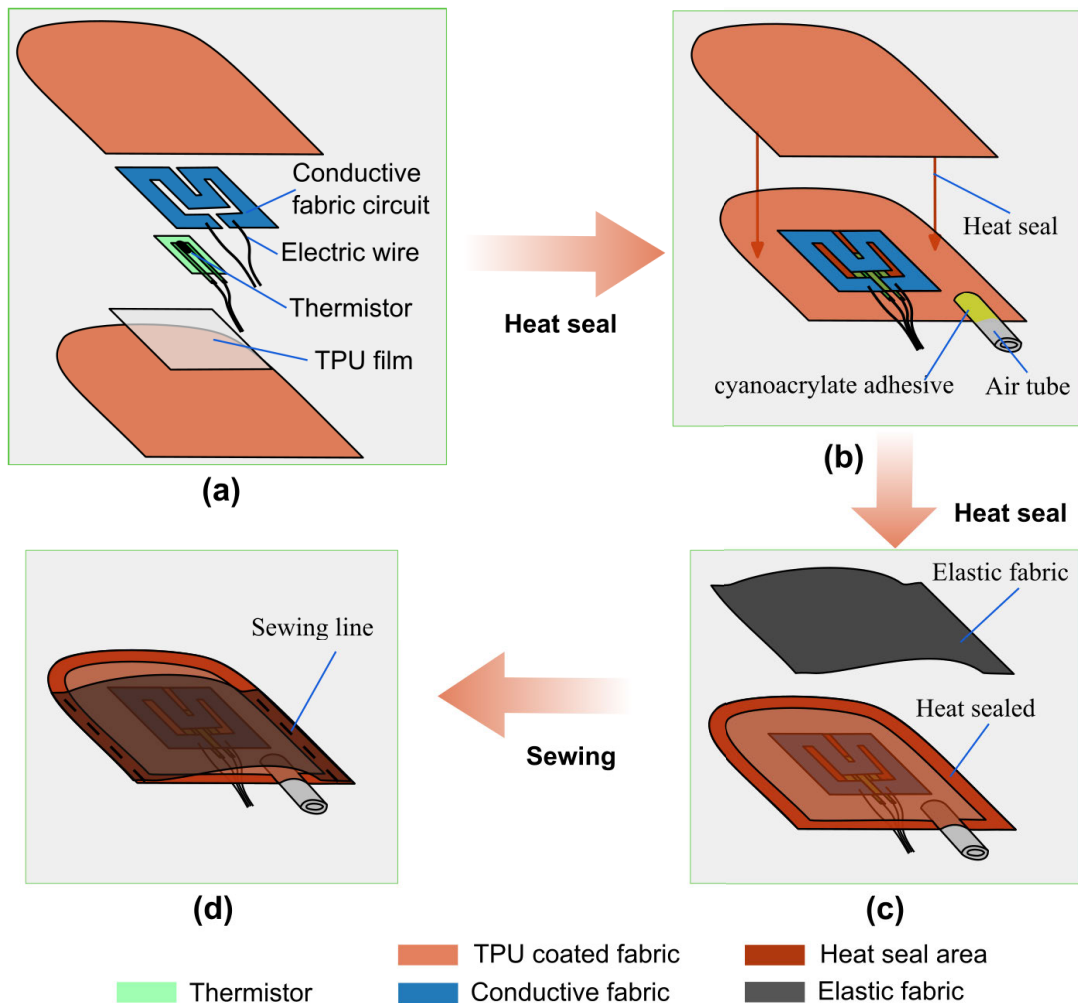 Conductive
fabric circuit
Electric wire
Thermistor
TPU film
(a)
Heat seal
Heat seal
cyanoacrylate adhesive
Air tube
(b)
Heat seal
Elastic fabric
Heat sealed
(c)
Sewing
Sewing line
(d)
TPU coated fabric
Heat seal area
Thermistor
Conductive fabric
Elastic fabric